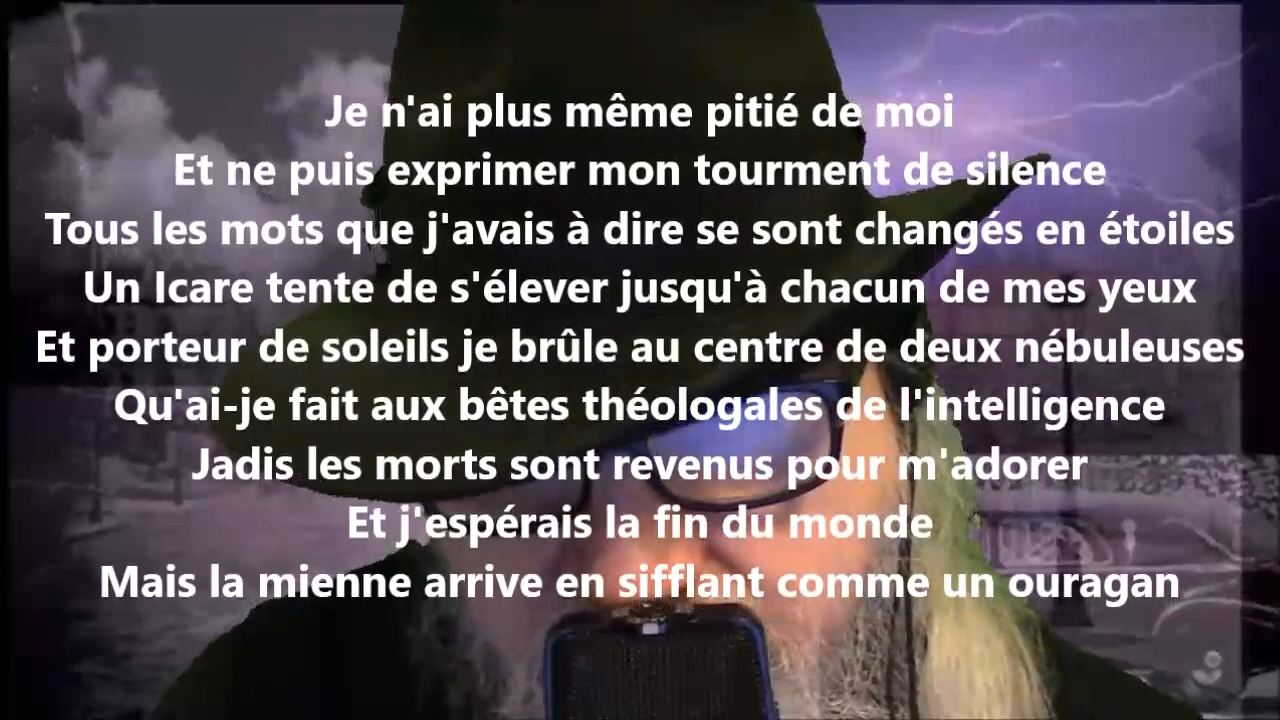 Je n'ai plus même pitié de moi
Et ne puis exprimer mon tourment de silence
Tous les mots que j'avais à dire se sont changés en étoiles
Un Icare tente de s'élever jusqu'à chacun de mes yeux
Et porteur de soleils je brûle au centre de deux nébuleuses
Qu'ai-je fait aux bêtes théologales de l'intelligence
Jadis les morts sont revenus pour m'adorer
Et j'espérais la fin du monde
Mais la mienne arrive en sifflant comme un ouragan